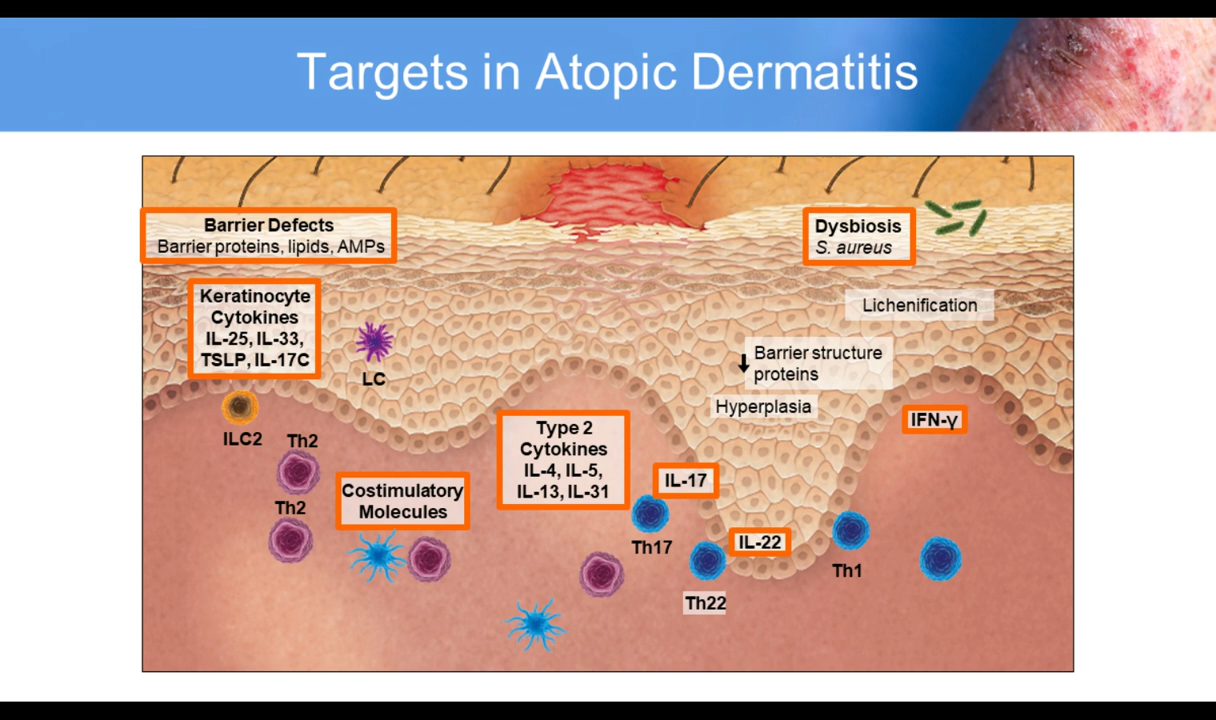 Targets in Atopic Dermatitis
Barrier Defects
Barrier proteins, lipids, AMPs
Dysbiosis
S. aureus
Keratinocyte
Cytokines
IL-25, IL-33,
TSLP, IL-17C
LC
Lichenification
Barrier structure
proteins
Hyperplasia
IFN-γ
ILC2
Th2
Th2
Costimulatory
Molecules
Type 2
Cytokines
IL-4, IL-5,
IL-13, IL-31
IL-17
Th17
IL-22
Th22
Th1